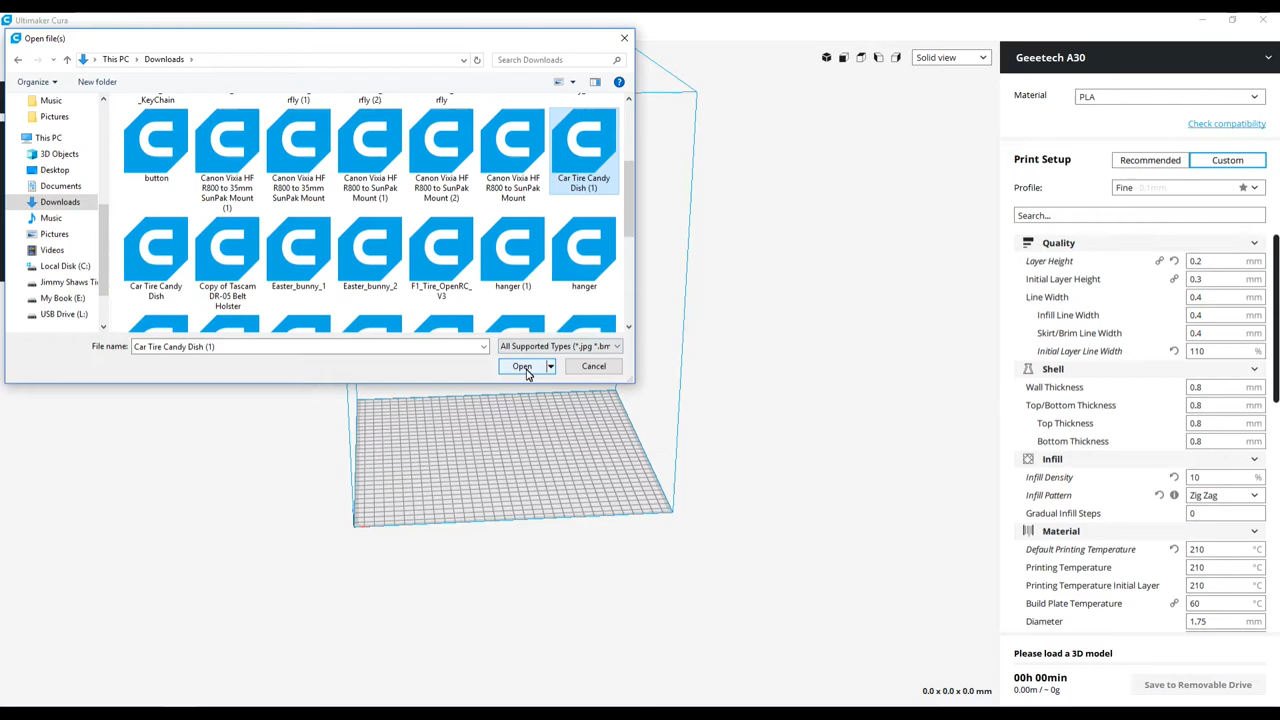 Ultimaker Cura
Open file(s)
This PC
Downloads
Search Downloads
Organize
New folder
Music
Pictures
This PC
3D Objects
Desktop
Documents
Downloads
Music
Pictures
Videos
Local Disk (C:)
Jimmy Shaws Ti
My Book (E:)
USB Drive (L:)
_KeyChain
rfly (1)
rfly (2)
rfly
button
Canon Vixia HF
R800 to 35mm
SunPak Mount
(1)
Canon Vixia HF
R800 to 35mm
SunPak Mount
Canon Vixia HF
R800 to SunPak
Mount (1)
Canon Vixia HF
R800 to SunPak
Mount (2)
Canon Vixia HF
R800 to SunPak
Mount
Car Tire Candy
Dish (1)
Car Tire Candy
Dish
Copy of Tascam
DR-05 Belt
Holster
Easter_bunny_1
Easter_bunny_2
F1_Tire_OpenRC_
V3
hanger (1)
hanger
File name:
Car Tire Candy Dish (1)
All Supported Types (*.jpg *.bm
Open
Cancel
Solid view
0.0 x 0.0 x 0.0 mm
Geeetech A30
Material
PLA
Check compatibility
Print Setup
Recommended
Custom
Profile:
Fine 0.1mm
Search...
Quality
Layer Height 0.2 mm
Initial Layer Height 0.3 mm
Line Width 0.4 mm
Infill Line Width 0.4 mm
Skirt/Brim Line Width 0.4 mm
Initial Layer Line Width 110 %
Shell
Wall Thickness 0.8 mm
Top/Bottom Thickness 0.8 mm
Top Thickness 0.8 mm
Bottom Thickness 0.8 mm
Infill
Infill Density 10 %
Infill Pattern Zig Zag
Gradual Infill Steps 0
Material
Default Printing Temperature 210 °C
Printing Temperature 210 °C
Printing Temperature Initial Layer 210 °C
Build Plate Temperature 60 °C
Diameter 1.75 mm
Please load a 3D model
00h 00min
0.00m / ~ 0g
Save to Removable Drive